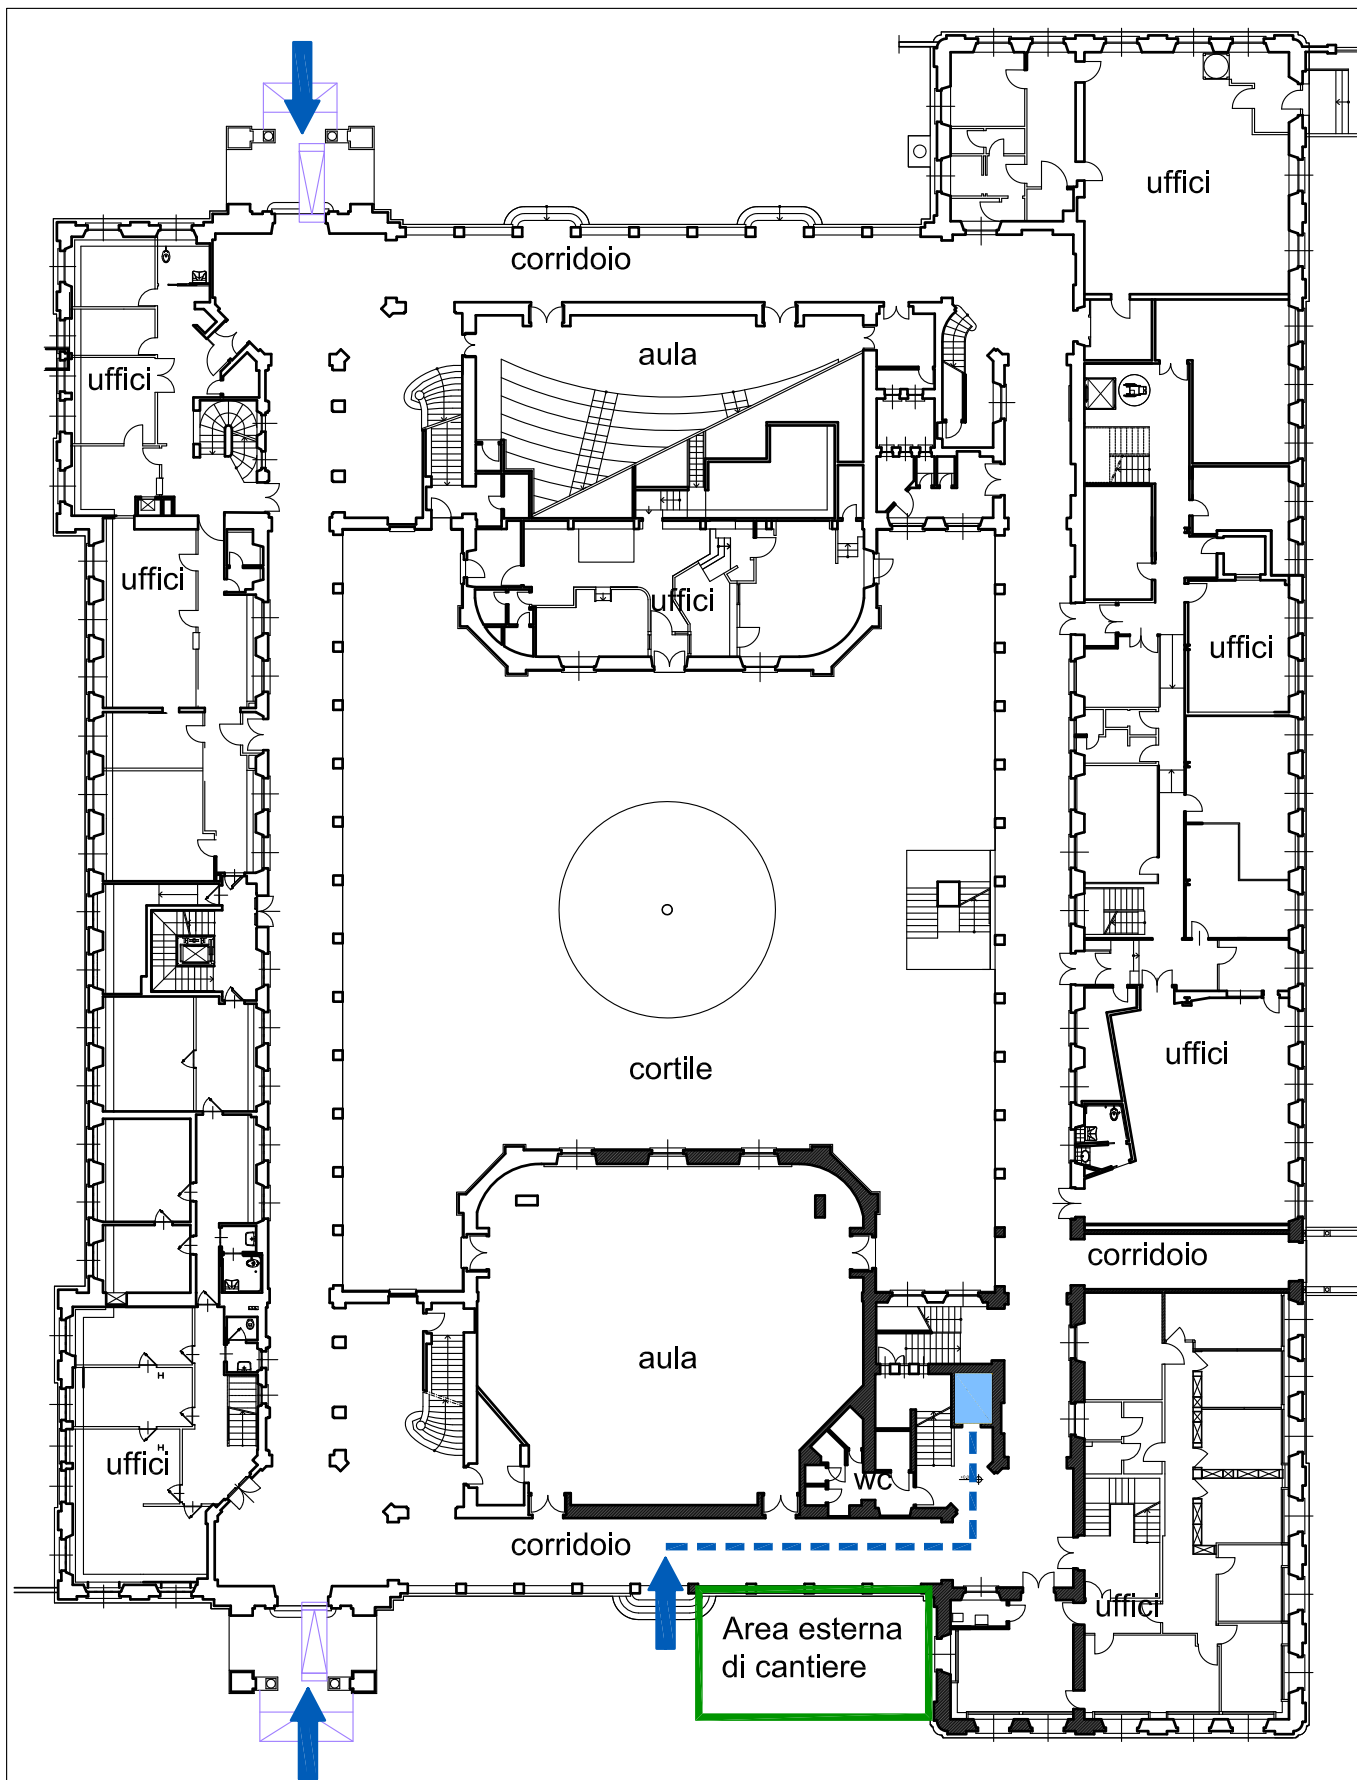 uffici
corridoio
aula
uffici
uffici
uffici
uffici
cortile
uffici
corridoio
aula
uffici
wc
corridoio
uffici
Area esterna
di cantiere